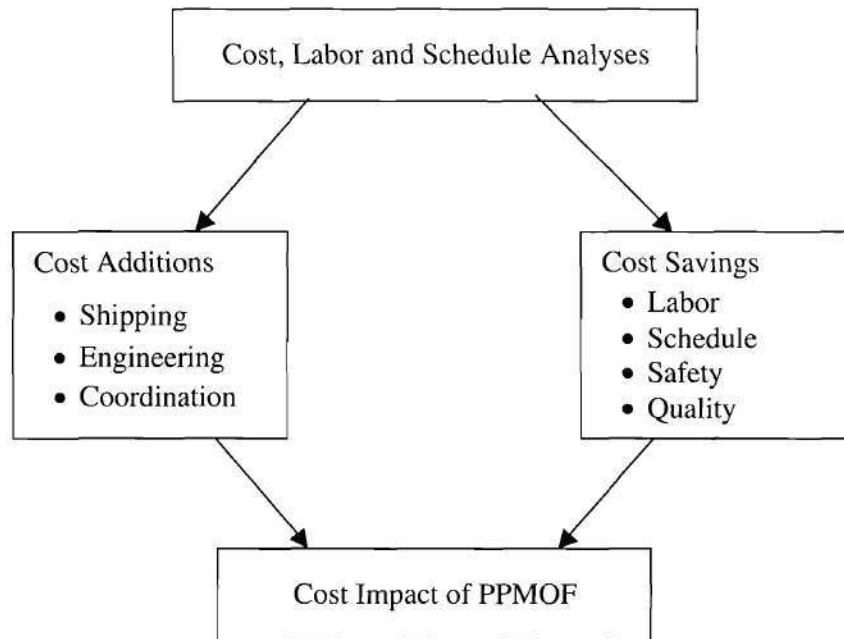 Cost, Labor and Schedule Analyses
Cost Additions
• Shipping
• Engineering
• Coordination
Cost Savings
• Labor
• Schedule
• Safety
• Quality
Cost Impact of PPMOF